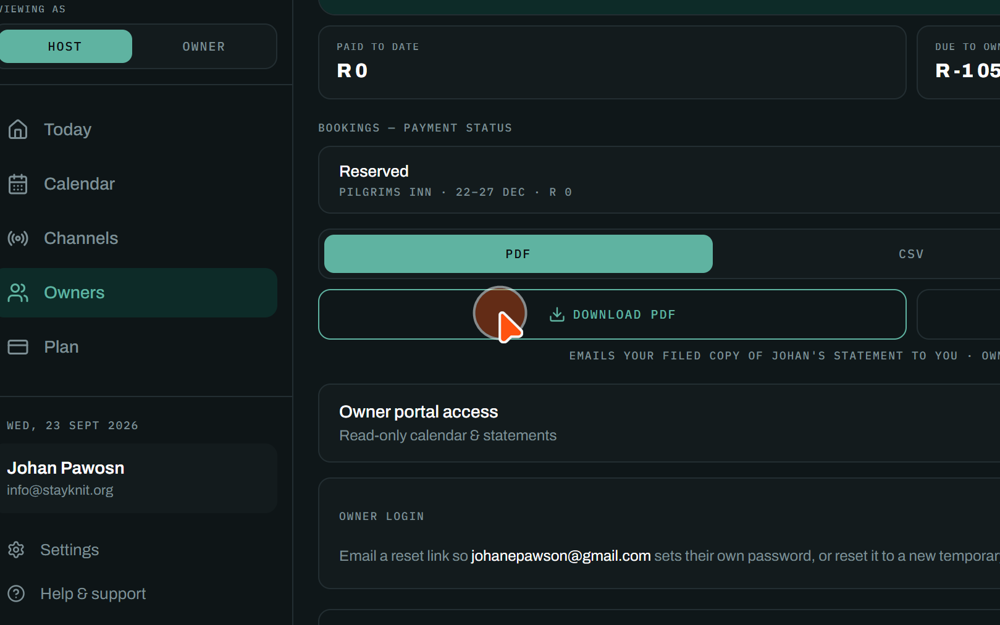 VIEWING AS
HOST
OWNER
Today
Calendar
Channels
Owners
Plan
WED, 23 SEPT 2026
Johan Pawosn
info@stayknit.org
Settings
Help & support
PAID TO DATE
R 0
DUE TO OWN
R -1 05
BOOKINGS — PAYMENT STATUS
Reserved
PILGRIMS INN · 22–27 DEC · R 0
PDF
CSV
DOWNLOAD PDF
EMAILS YOUR FILED COPY OF JOHAN'S STATEMENT TO YOU · OWN
Owner portal access
Read-only calendar & statements
OWNER LOGIN
Email a reset link so johanepawson@gmail.com sets their own password, or reset it to a new temporar